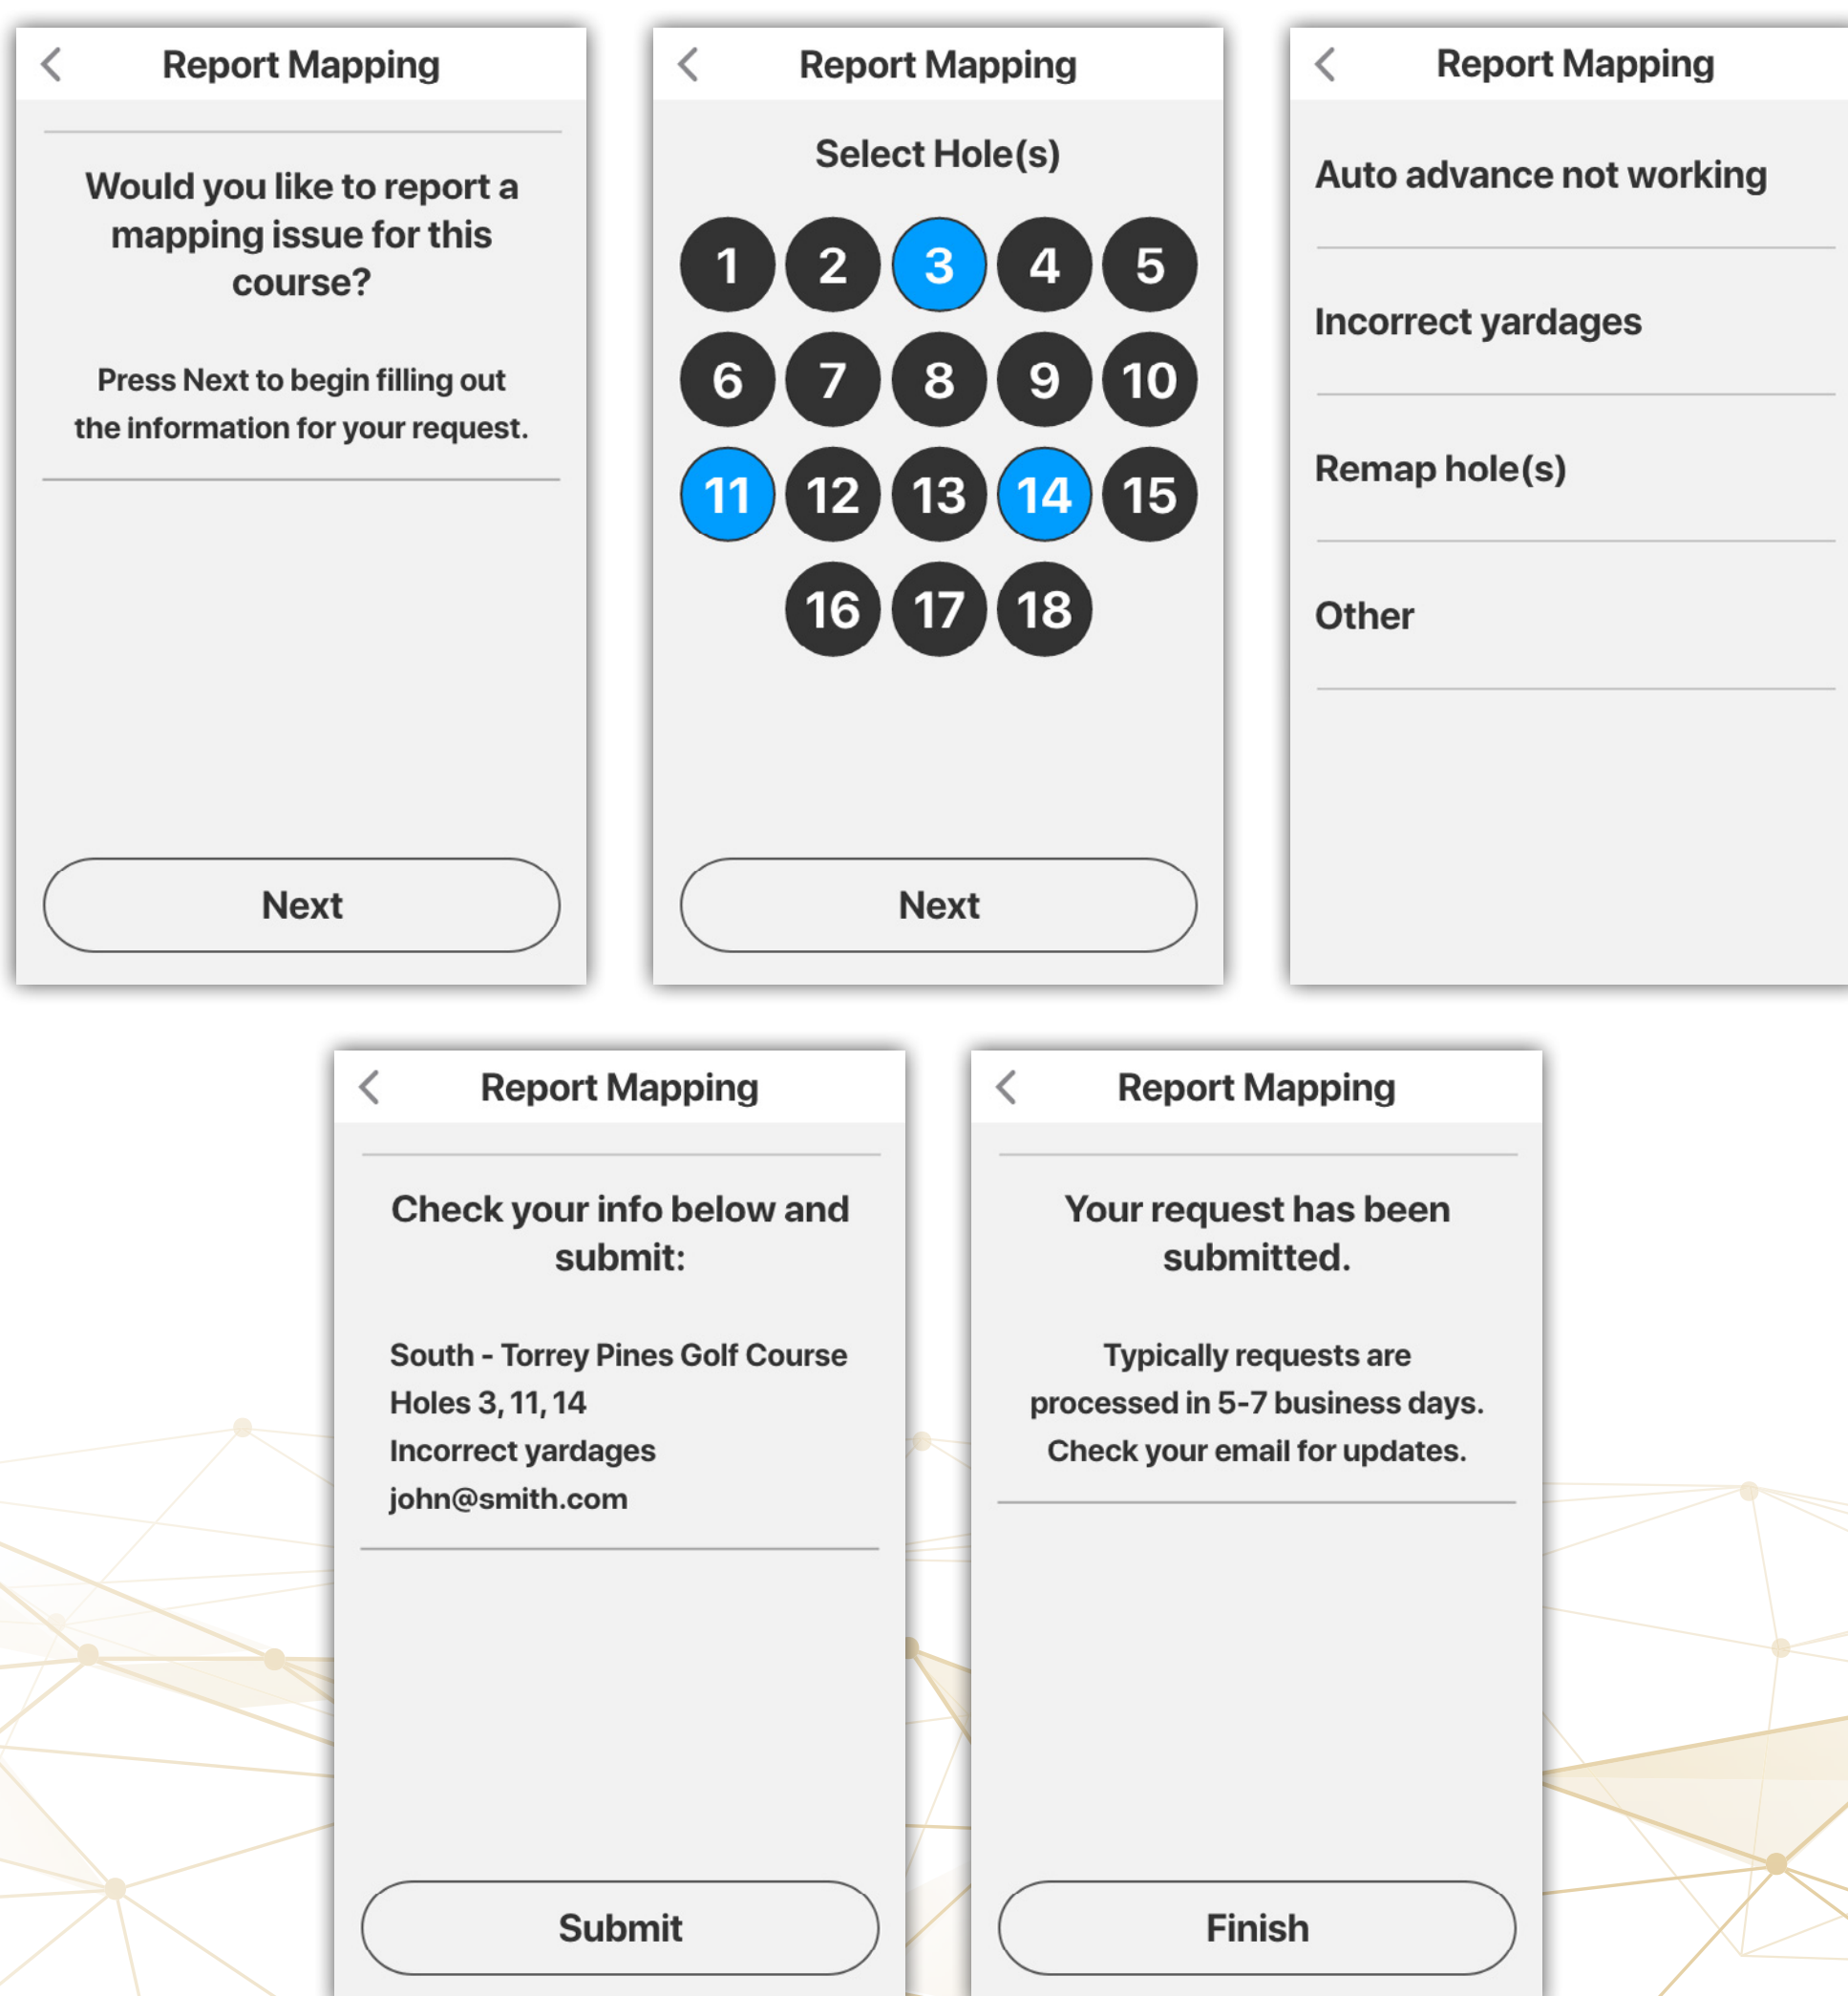 Report Mapping
Would you like to report a
mapping issue for this
course?
Press Next to begin filling out
the information for your request.
Next
Report Mapping
Select Hole(s)
1 2 3 4 5
6 7 8 9 10
11 12 13 14 15
16 17 18
Next
Report Mapping
Auto advance not working
Incorrect yardages
Remap hole(s)
Other
Report Mapping
Check your info below and
submit:
South - Torrey Pines Golf Course
Holes 3, 11, 14
Incorrect yardages
john@smith.com
Submit
Report Mapping
Your request has been
submitted.
Typically requests are
processed in 5-7 business days.
Check your email for updates.
Finish